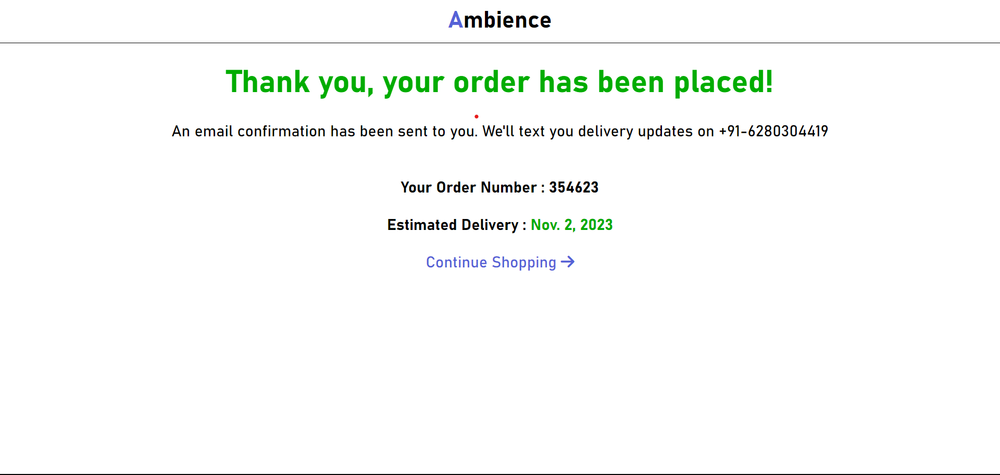 Ambience
Thank you, your order has been placed!
An email confirmation has been sent to you. We'll text you delivery updates on +91-6280304419
Your Order Number : 354623
Estimated Delivery : Nov. 2, 2023
Continue Shopping →